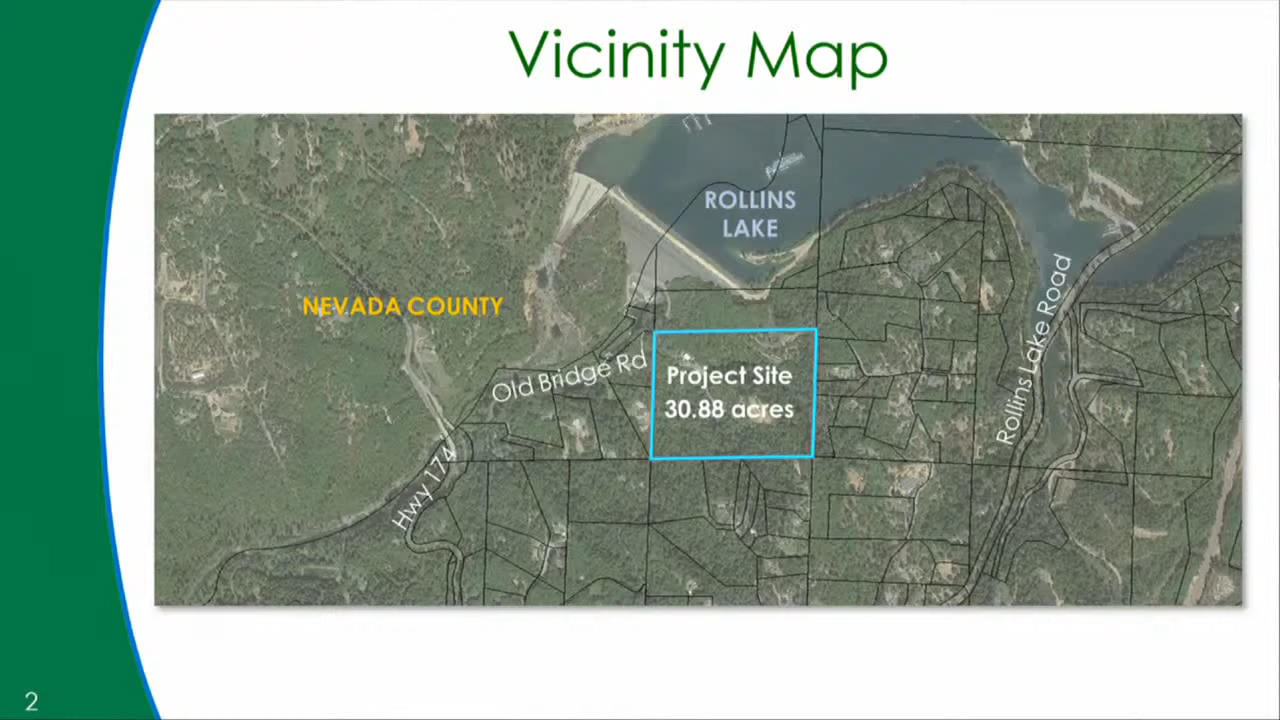 Vicinity Map
ROLLINS
LAKE
NEVADA COUNTY
Old Bridge Rd
Project Site
30.88 acres
Rollins Lake Road
Hwy 174
2